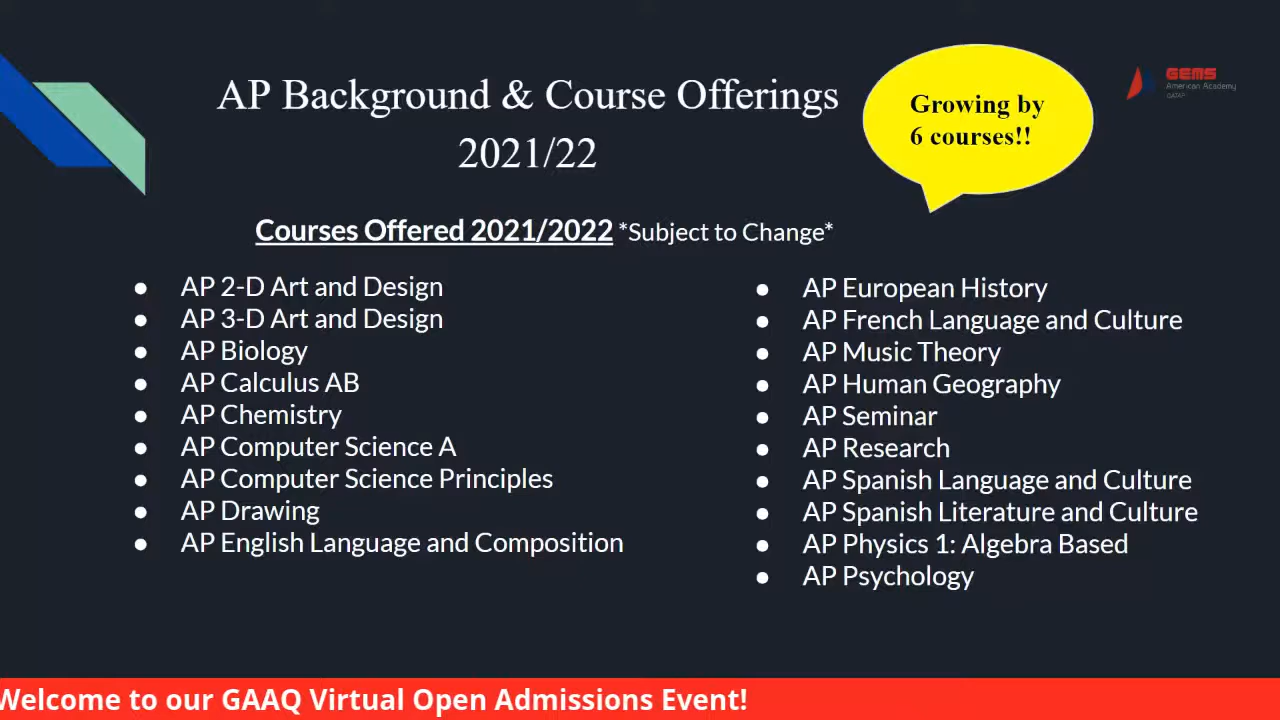 AP Background & Course Offerings
2021/22
Growing by
6 courses!!
GEMS
American Academy
Courses Offered 2021/2022 *Subject to Change*
● AP 2-D Art and Design
● AP 3-D Art and Design
● AP Biology
● AP Calculus AB
● AP Chemistry
● AP Computer Science A
● AP Computer Science Principles
● AP Drawing
● AP English Language and Composition
● AP European History
● AP French Language and Culture
● AP Music Theory
● AP Human Geography
● AP Seminar
● AP Research
● AP Spanish Language and Culture
● AP Spanish Literature and Culture
● AP Physics 1: Algebra Based
● AP Psychology
Welcome to our GAAQ Virtual Open Admissions Event!